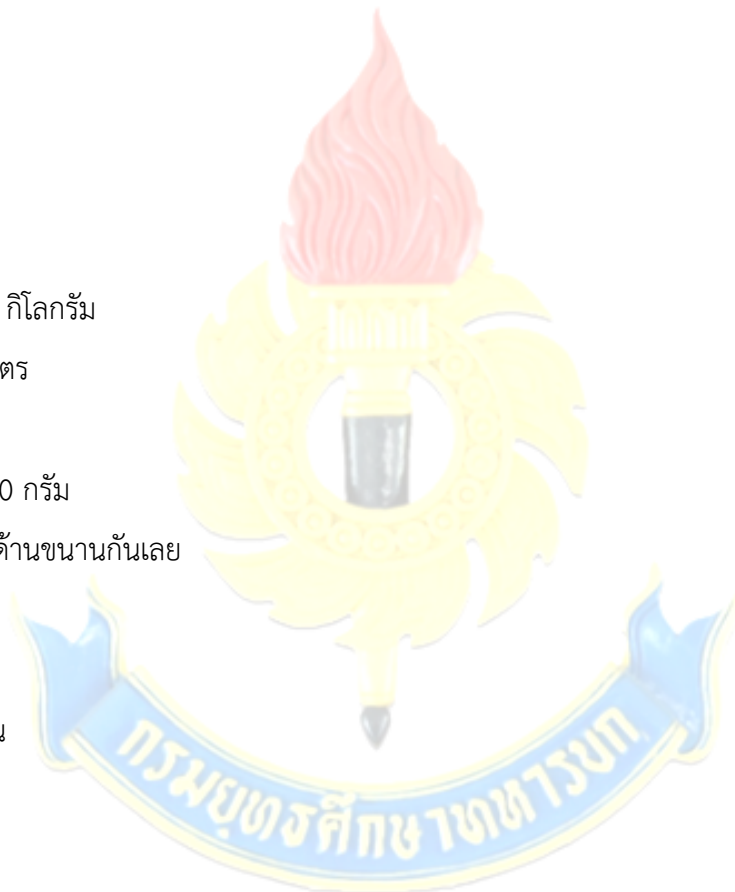 กิโลกรัม
ตร
0 กรัม
ด้านขนานกันเลย
น
กรมยุทธศึกษาทหารบก